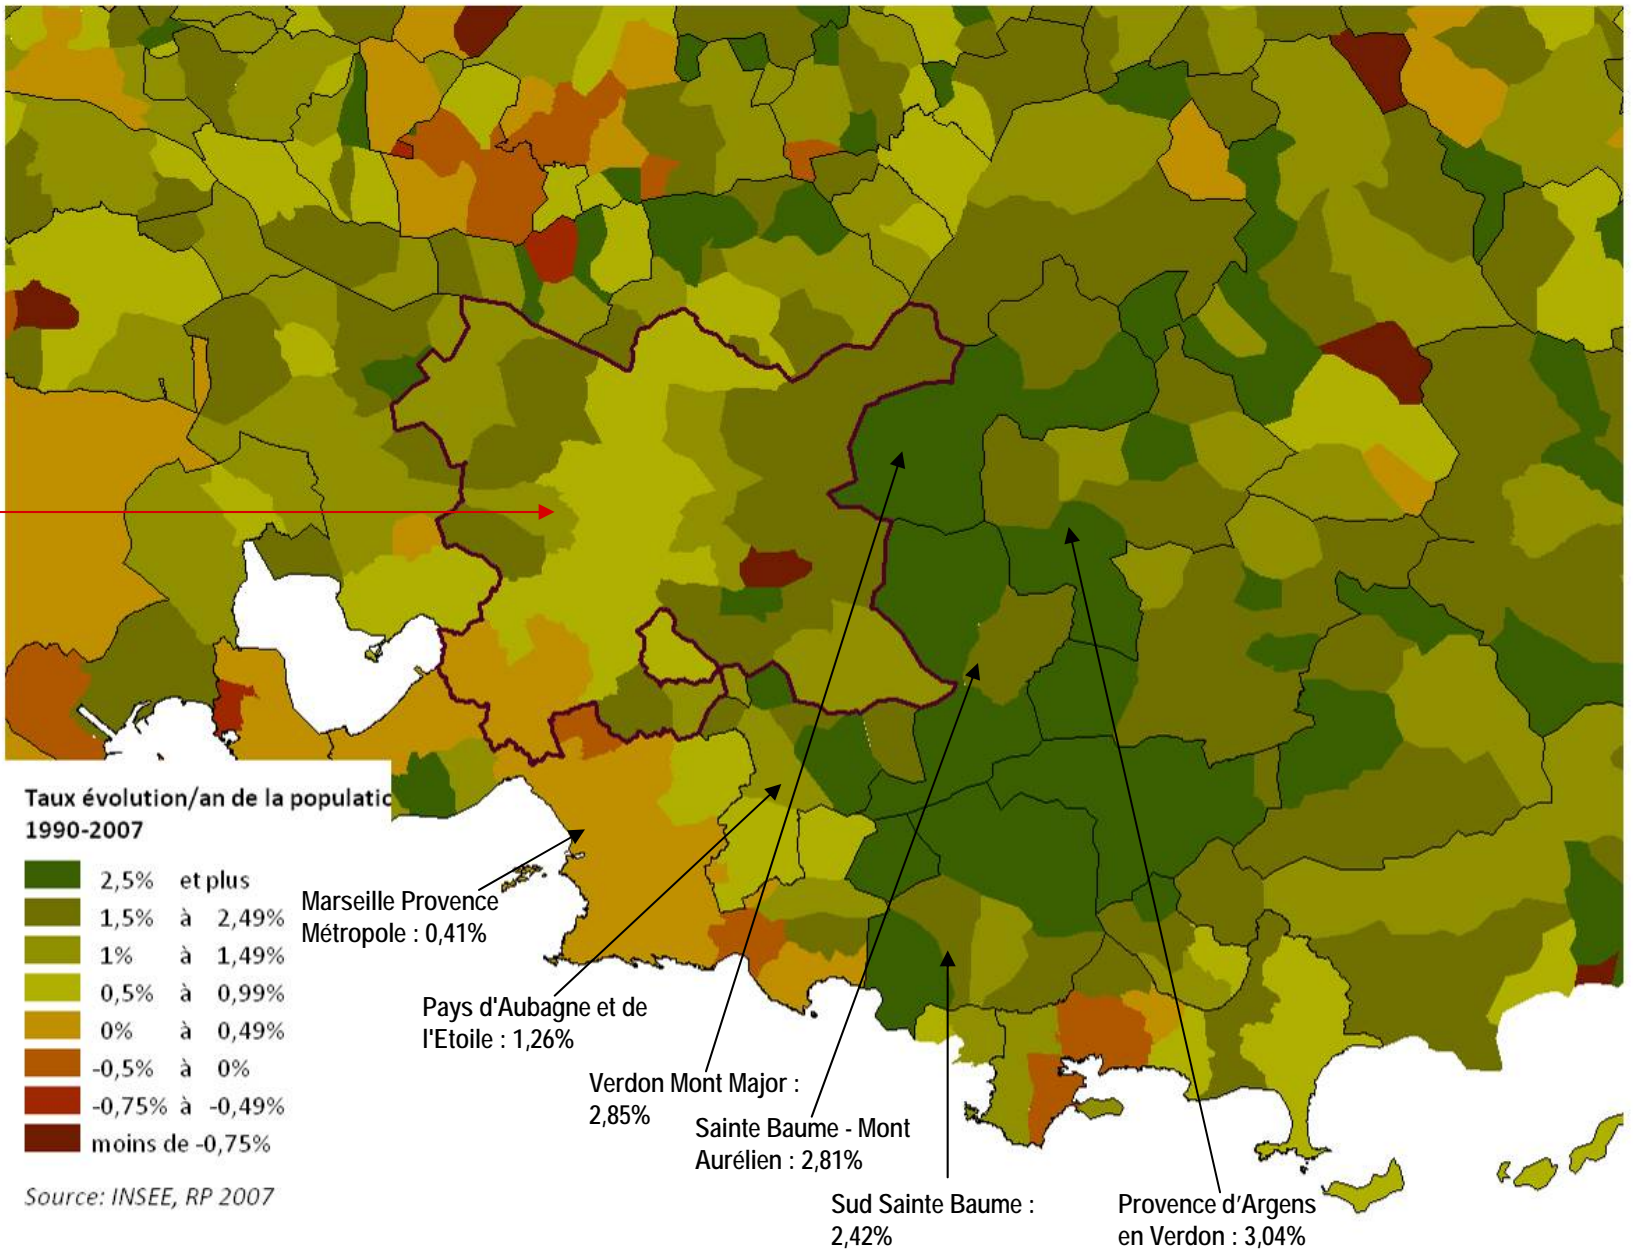 Taux évolution/an de la populatic
1990-2007
2,5% et plus
1,5% à 2,49%
1% à 1,49%
0,5% à 0,99%
0% à 0,49%
-0,5% à 0%
-0,75% à -0,49%
moins de -0,75%
Source: INSEE, RP 2007
Marseille Provence
Métropole : 0,41%
Pays d'Aubagne et de
l'Etoile : 1,26%
Verdon Mont Major :
2,85%
Sainte Baume - Mont
Aurélien : 2,81%
Sud Sainte Baume :
2,42%
Provence d’Argens
en Verdon : 3,04%